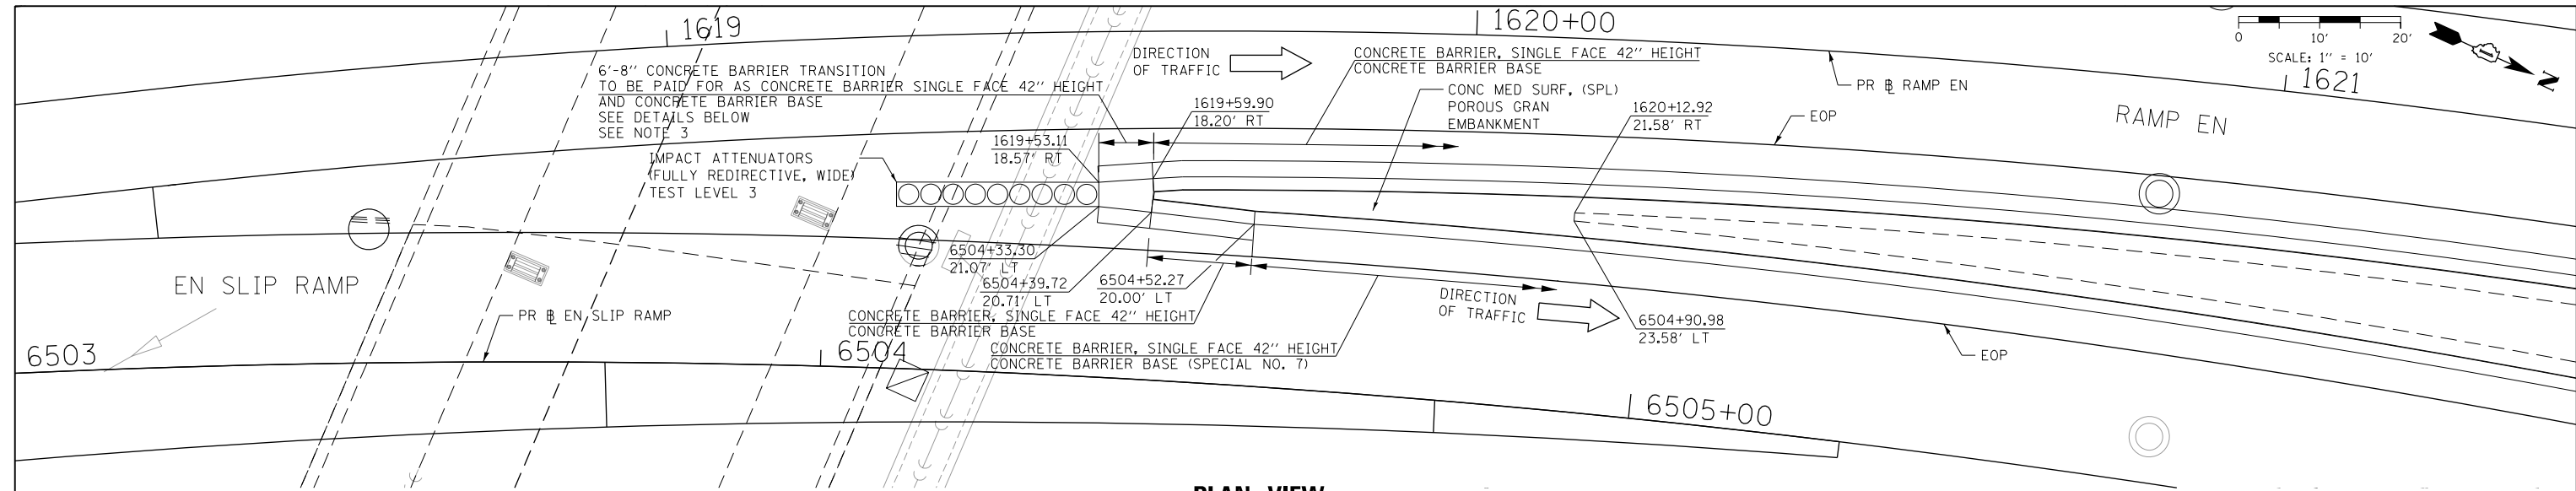 1619
1620+00
0 10' 20'
SCALE: 1'' = 10'
1621
N
DIRECTION
OF TRAFFIC
CONCRETE BARRIER, SINGLE FACE 42'' HEIGHT
CONCRETE BARRIER BASE
6'-8'' CONCRETE BARRIER TRANSITION
TO BE PAID FOR AS CONCRETE BARRIER SINGLE FACE 42'' HEIGHT
AND CONCRETE BARRIER BASE
SEE DETAILS BELOW
SEE NOTE 3
CONC MED SURF, (SPL)
POROUS GRAN
EMBANKMENT
PR ℄ RAMP EN
1619+59.90
18.20' RT
1620+12.92
21.58' RT
EOP
RAMP EN
1619+53.11
18.57' RT
IMPACT ATTENUATORS
(FULLY REDIRECTIVE, WIDE)
TEST LEVEL 3
6504+33.30
21.07' LT
6504+39.72
20.71' LT
6504+52.27
20.00' LT
EN SLIP RAMP
DIRECTION
OF TRAFFIC
PR ℄ EN SLIP RAMP
CONCRETE BARRIER, SINGLE FACE 42'' HEIGHT
CONCRETE BARRIER BASE
6504+90.98
23.58' LT
6503
6504
CONCRETE BARRIER, SINGLE FACE 42'' HEIGHT
CONCRETE BARRIER BASE (SPECIAL NO. 7)
EOP
6505+00
PLAN VIEW